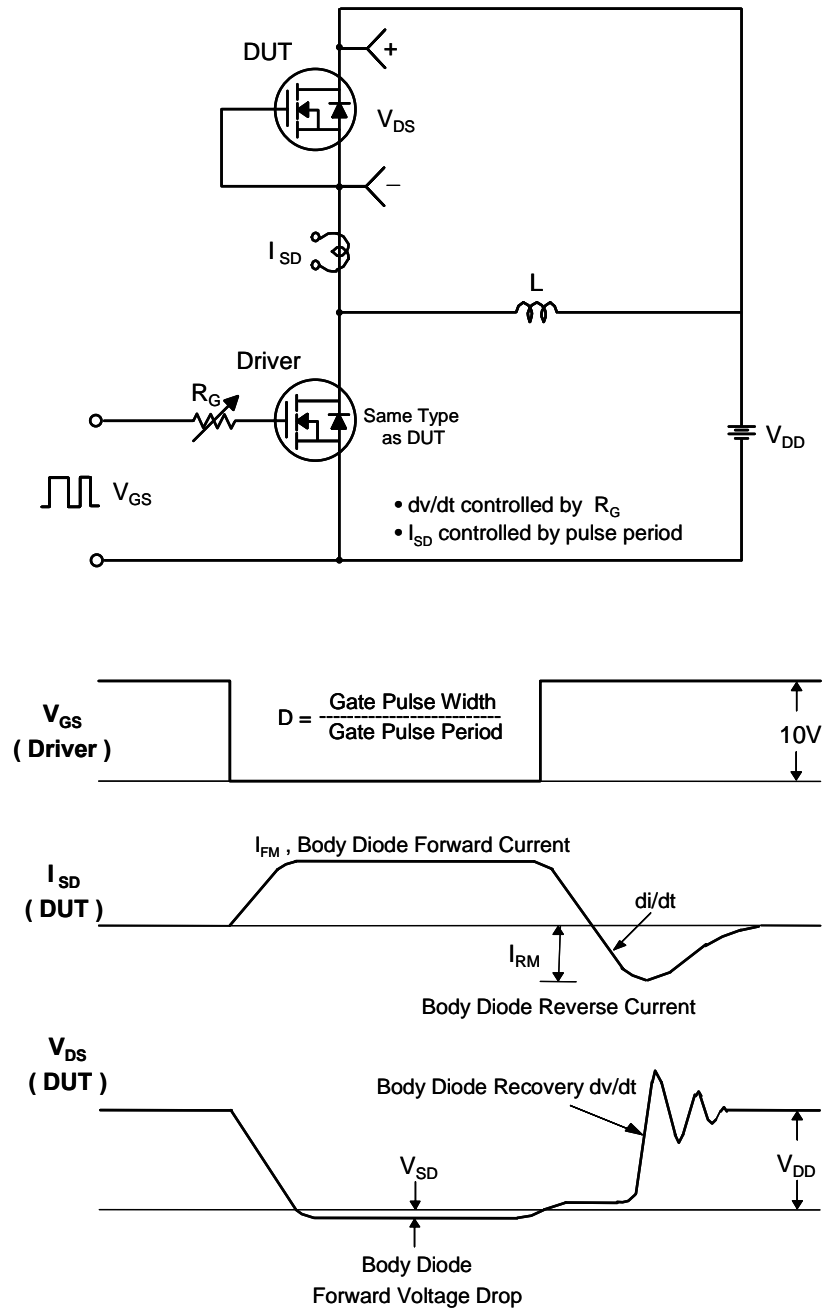 DUT
+
V_DS
−
I_SD
L
Driver
R_G
Same Type
as DUT
V_DD
V_GS
• dv/dt controlled by R_G
• I_SD controlled by pulse period
V_GS
( Driver )
D = Gate Pulse Width
Gate Pulse Period
10V
I_FM , Body Diode Forward Current
I_SD
( DUT )
di/dt
I_RM
Body Diode Reverse Current
V_DS
( DUT )
Body Diode Recovery dv/dt
V_SD
V_DD
Body Diode
Forward Voltage Drop